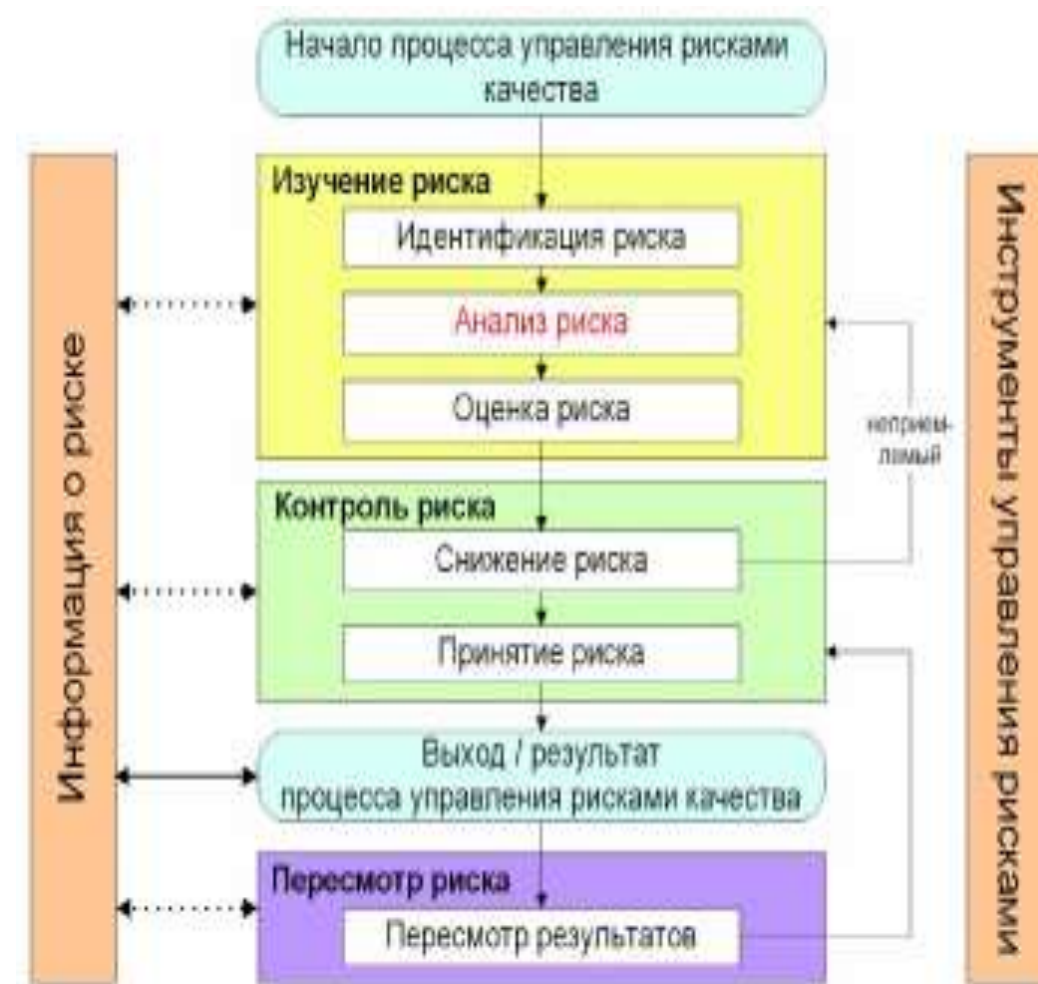 Начало процесса управления рисками
качества
Информация о риске
Изучение риска
Идентификация риска
Анализ риска
Оценка риска
неприем-
лемый
Контроль риска
Снижение риска
Принятие риска
Выход / результат
процесса управления рисками качества
Пересмотр риска
Пересмотр результатов
Инструменты управления рисками